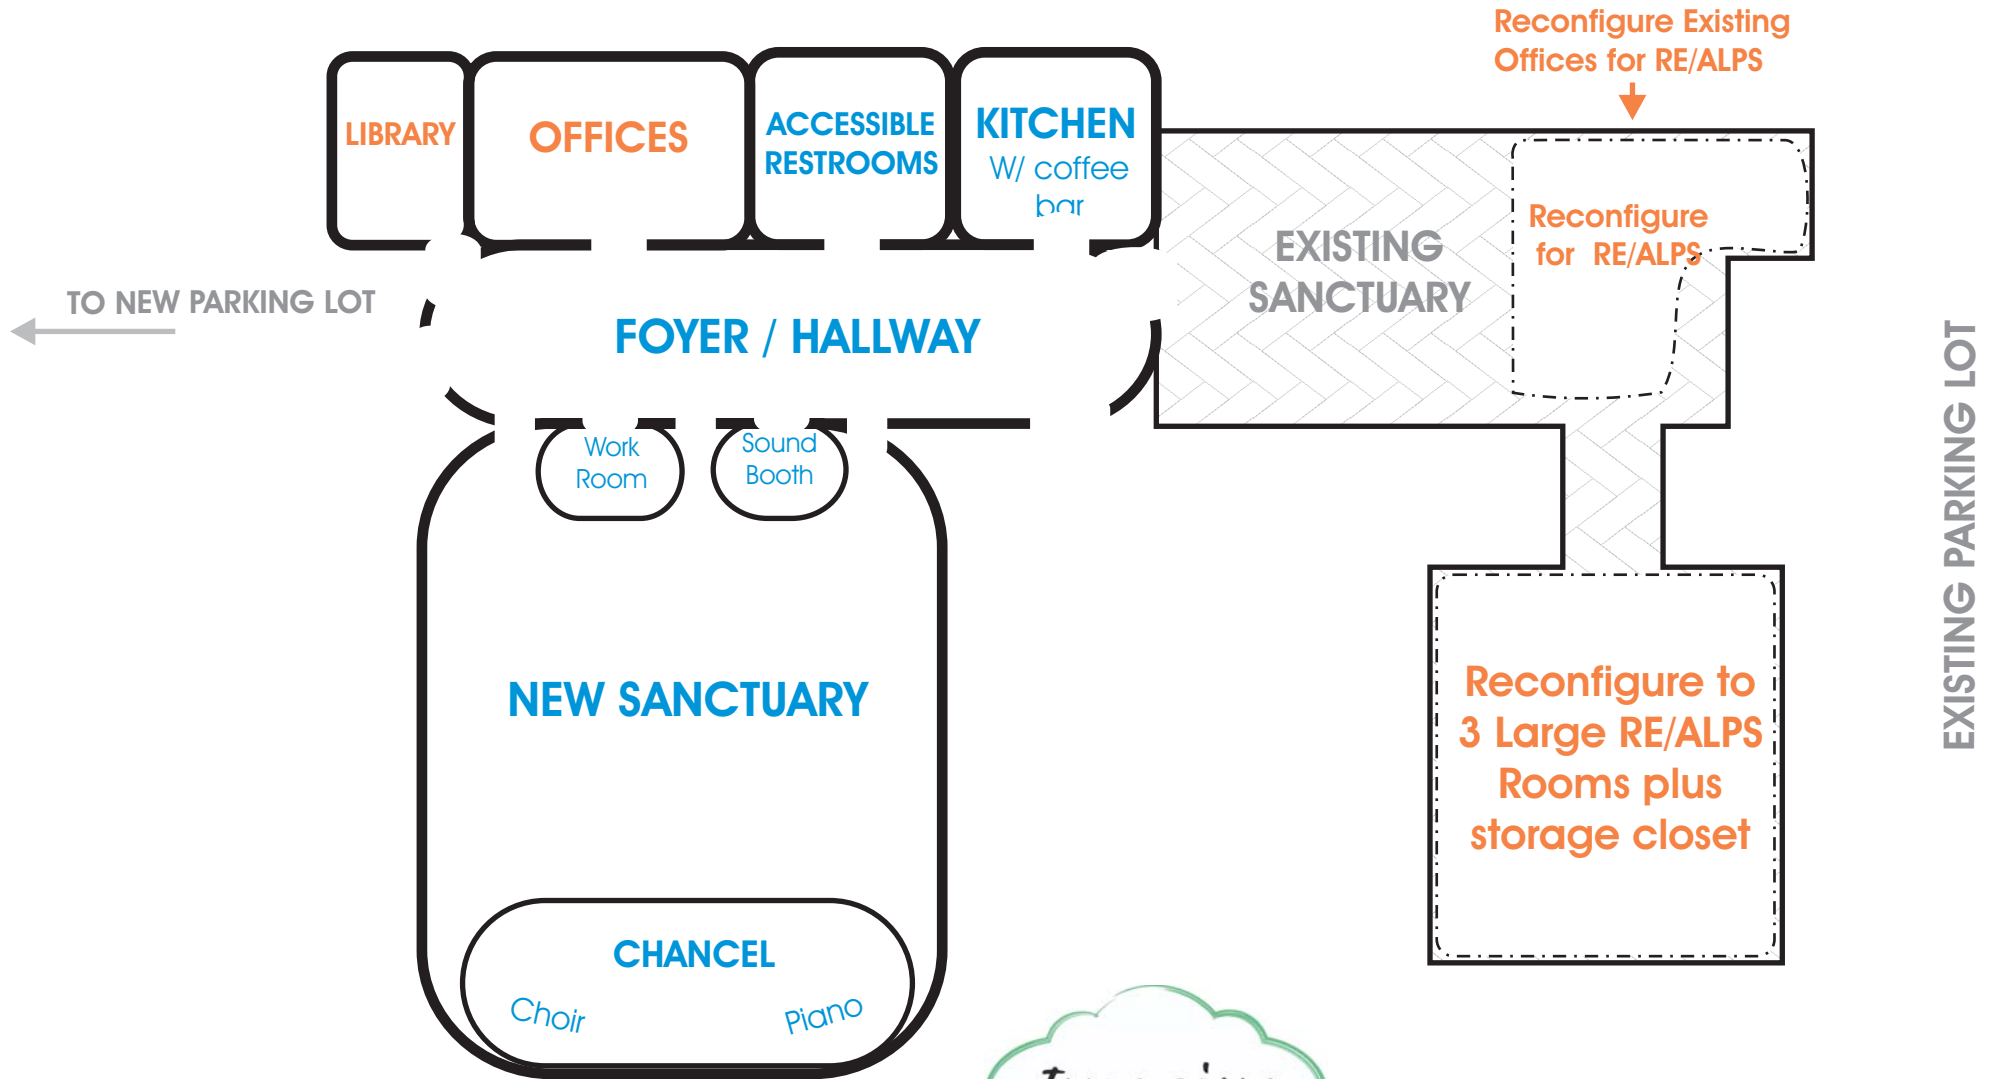 Reconfigure Existing
Offices for RE/ALPS
LIBRARY
OFFICES
ACCESSIBLE
RESTROOMS
KITCHEN
W/ coffee
bar
Reconfigure
for RE/ALPS
EXISTING
SANCTUARY
TO NEW PARKING LOT
FOYER / HALLWAY
EXISTING PARKING LOT
Work
Room
Sound
Booth
NEW SANCTUARY
Reconfigure to
3 Large RE/ALPS
Rooms plus
storage closet
CHANCEL
Choir
Piano